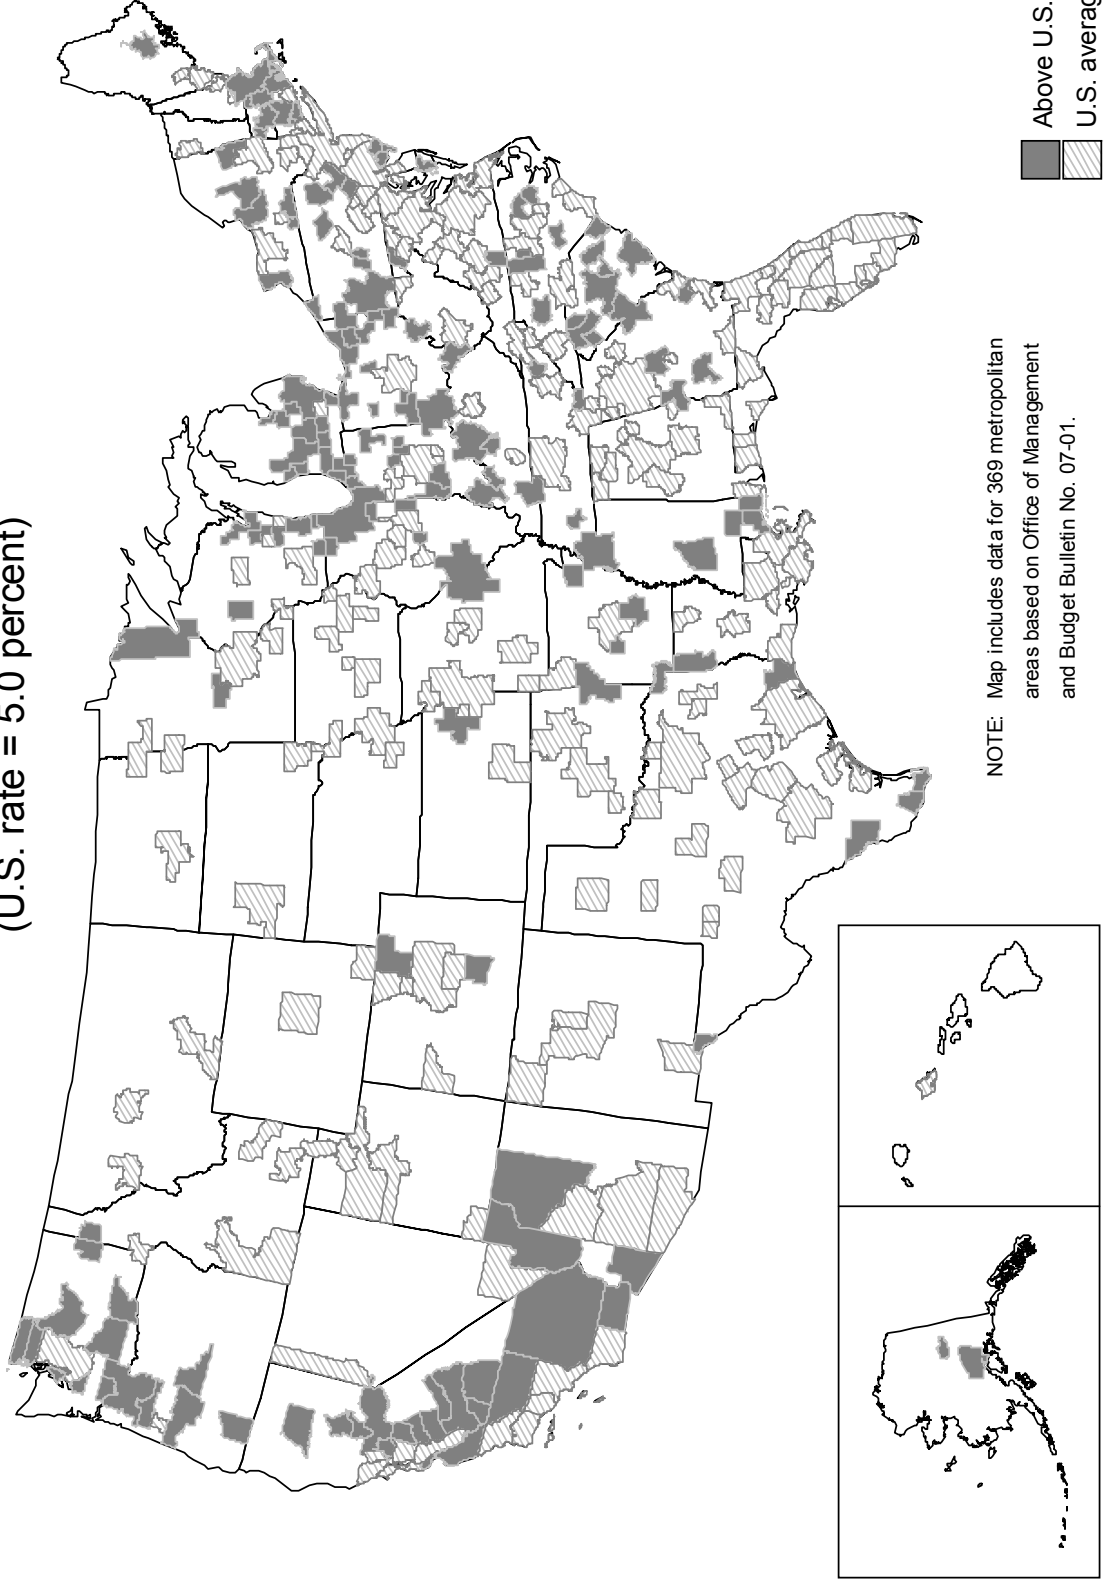 (U.S. rate = 5.0 percent)
Above U.S.
U.S. averag
NOTE: Map includes data for 369 metropolitan
areas based on Office of Management
and Budget Bulletin No. 07-01.